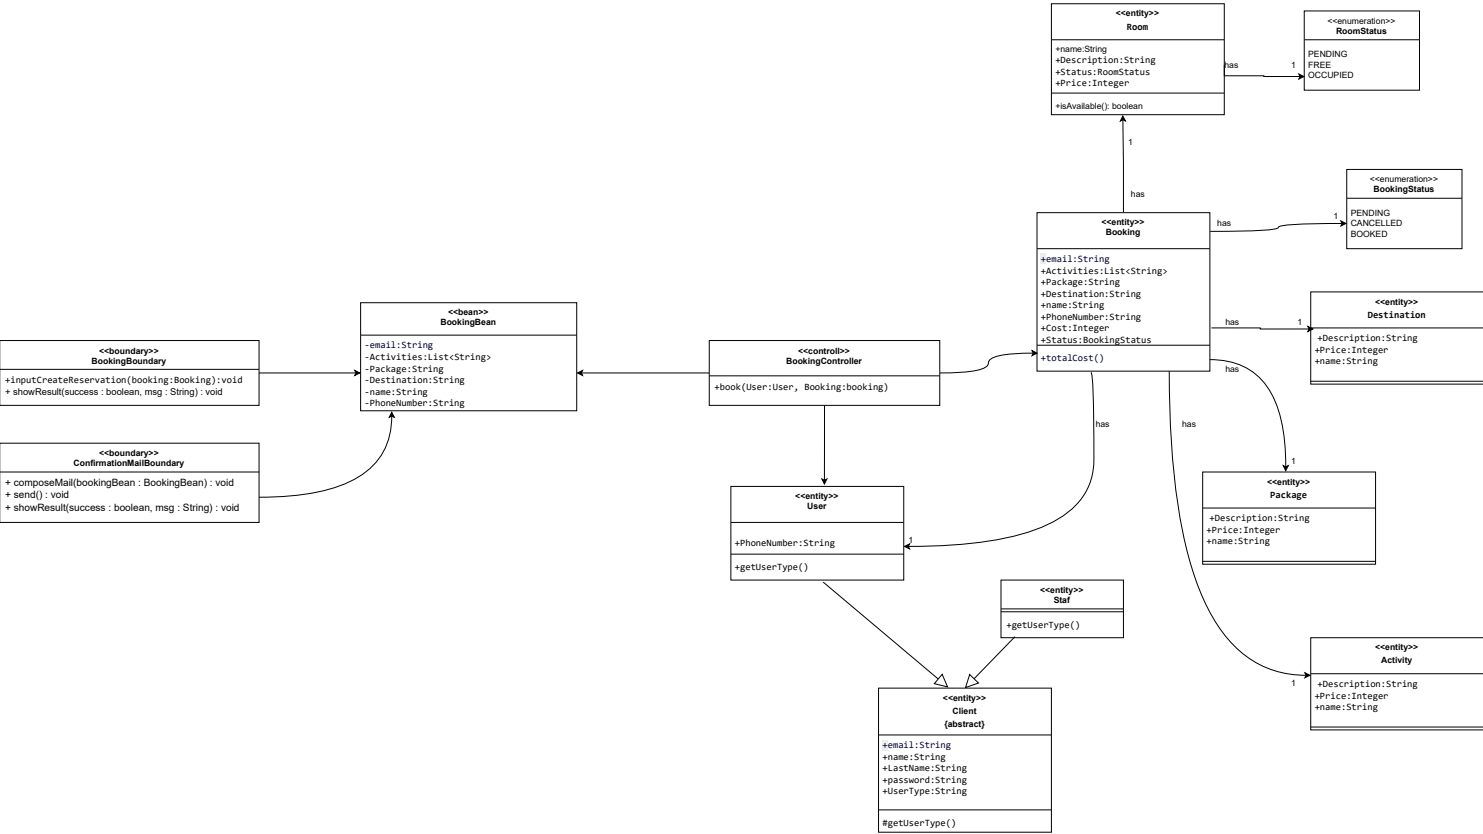 <<entity>>
Room
+name:String
+Description:String
+Status:RoomStatus
+Price:Integer
+isAvailable(): boolean
has
1
<<enumeration>>
RoomStatus
PENDING
FREE
OCCUPIED
1
has
<<enumeration>>
BookingStatus
PENDING
CANCELLED
BOOKED
<<entity>>
Booking
+email:String
+Activities:List<String>
+Package:String
+Destination:String
+name:String
+PhoneNumber:String
+Cost:Integer
+Status:BookingStatus
+totalCost()
has
1
has
1
<<entity>>
Destination
+Description:String
+Price:Integer
+name:String
has
1
<<entity>>
Package
+Description:String
+Price:Integer
+name:String
has
1
<<entity>>
Activity
+Description:String
+Price:Integer
+name:String
has
1
<<bean>>
BookingBean
-email:String
-Activities:List<String>
-Package:String
-Destination:String
-name:String
-PhoneNumber:String
<<boundary>>
BookingBoundary
+inputCreateReservation(booking:Booking):void
+ showResult(success : boolean, msg : String) : void
<<boundary>>
ConfirmationMailBoundary
+ composeMail(bookingBean : BookingBean) : void
+ send() : void
+ showResult(success : boolean, msg : String) : void
<<controll>>
BookingController
+book(User:User, Booking:booking)
<<entity>>
User
+PhoneNumber:String
+getUserType()
<<entity>>
Staf
+getUserType()
<<entity>>
Client
{abstract}
+email:String
+name:String
+LastName:String
+password:String
+UserType:String
#getUserType()